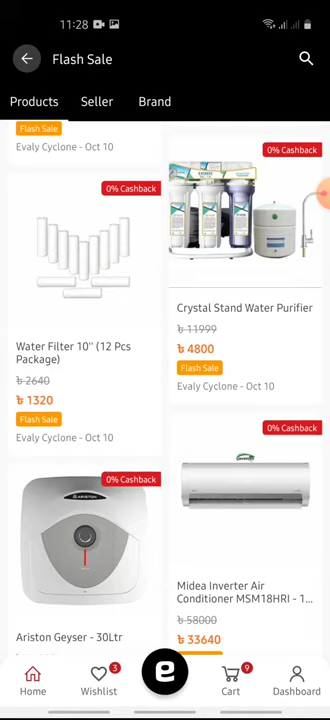 11:28
Flash Sale
Products
Seller
Brand
Flash Sale
Evaly Cyclone - Oct 10
0% Cashback
Water Filter 10'' (12 Pcs
Package)
৳ 2640
৳ 1320
Flash Sale
Evaly Cyclone - Oct 10
0% Cashback
ARISTON
Ariston Geyser - 30Ltr
0% Cashback
Crystal Stand Water Purifier
৳ 11999
৳ 4800
Flash Sale
Evaly Cyclone - Oct 10
0% Cashback
Midea Inverter Air
Conditioner MSM18HRI - 1...
৳ 58000
৳ 33640
Home
Wishlist
3
e
Cart
9
Dashboard